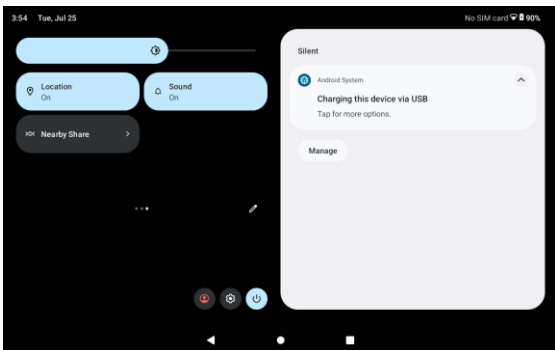 3:54 Tue, Jul 25
No SIM card 90%
Location
On
Sound
On
Nearby Share
Silent
Android System
Charging this device via USB
Tap for more options.
Manage